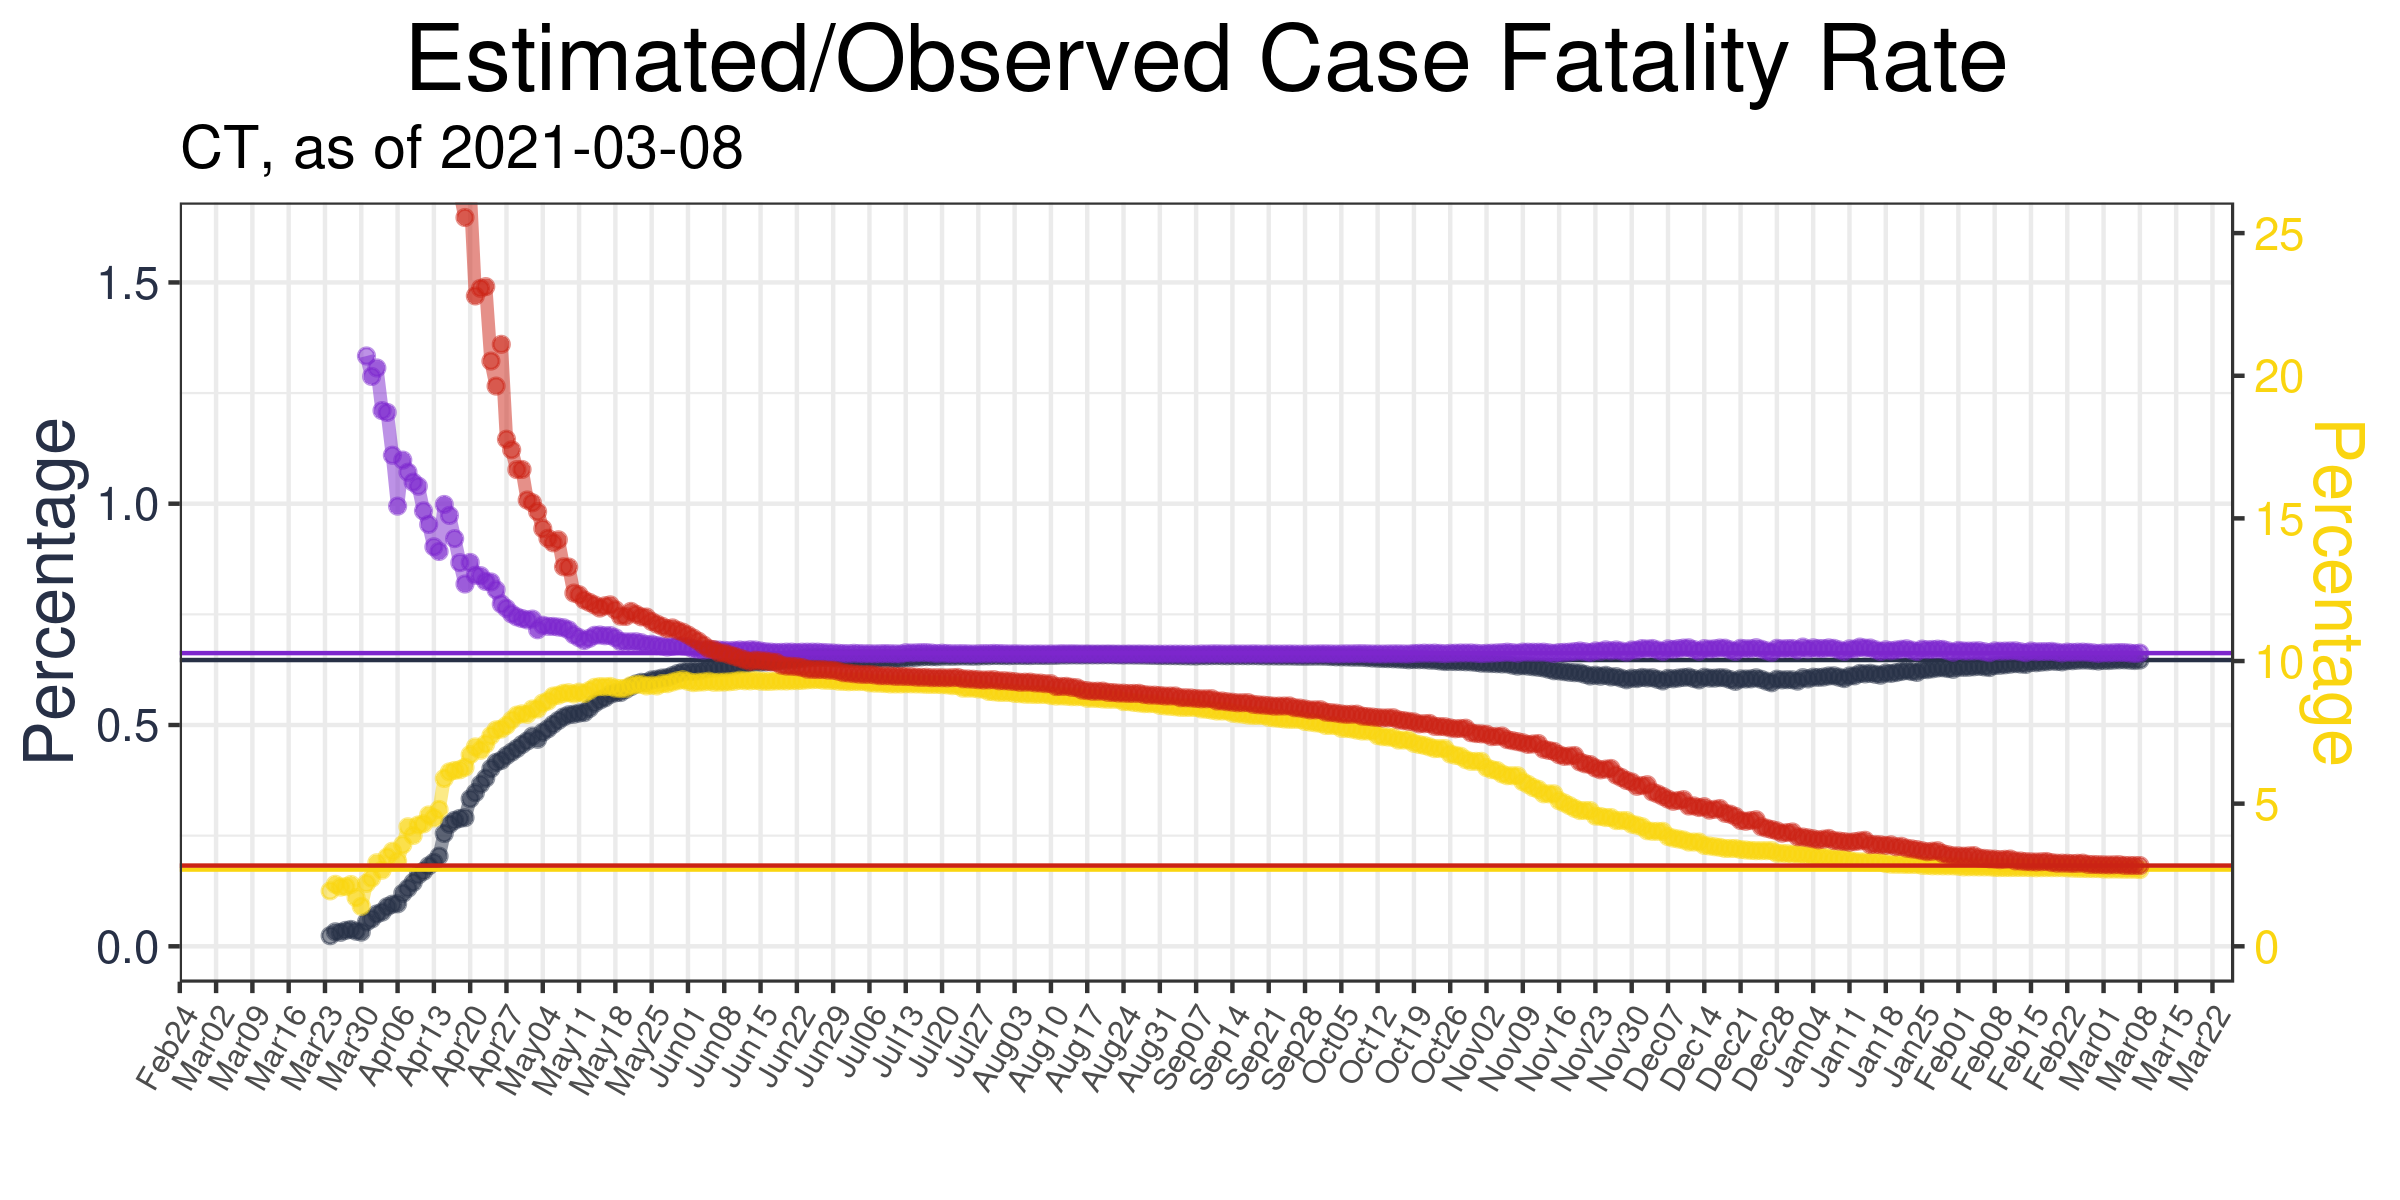 Estimated/Observed Case Fatality Rate
CT, as of 2021-03-08
Percentage
1.5
1.0
0.5
0.0
25
20
15
10
5
0
Percentage
Feb24
Mar02
Mar09
Mar16
Mar23
Mar30
Apr06
Apr13
Apr20
Apr27
May04
May11
May18
May25
Jun01
Jun08
Jun15
Jun22
Jun29
Jul06
Jul13
Jul20
Jul27
Aug03
Aug10
Aug17
Aug24
Aug31
Sep07
Sep14
Sep21
Sep28
Oct05
Oct12
Oct19
Oct26
Nov02
Nov09
Nov16
Nov23
Nov30
Dec07
Dec14
Dec21
Dec28
Jan04
Jan11
Jan18
Jan25
Feb01
Feb08
Feb15
Feb22
Mar01
Mar08
Mar15
Mar22